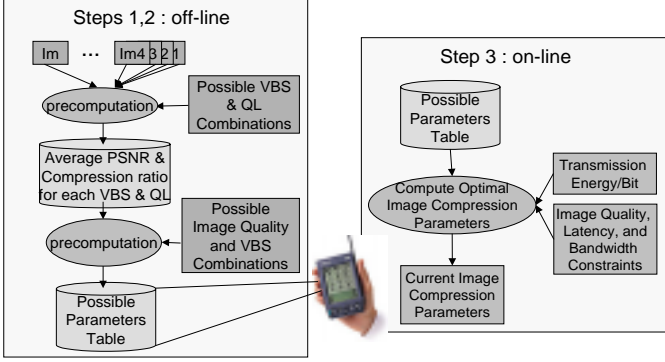 Steps 1,2 : off-line
Im ... Im4 3 2 1
precomputation
Possible VBS
& QL
Combinations
Average PSNR &
Compression ratio
for each VBS & QL
precomputation
Possible
Image Quality
and VBS
Combinations
Possible
Parameters
Table
Step 3 : on-line
Possible
Parameters
Table
Compute Optimal
Image Compression
Parameters
Transmission
Energy/Bit
Image Quality,
Latency, and
Bandwidth
Constraints
Current Image
Compression
Parameters